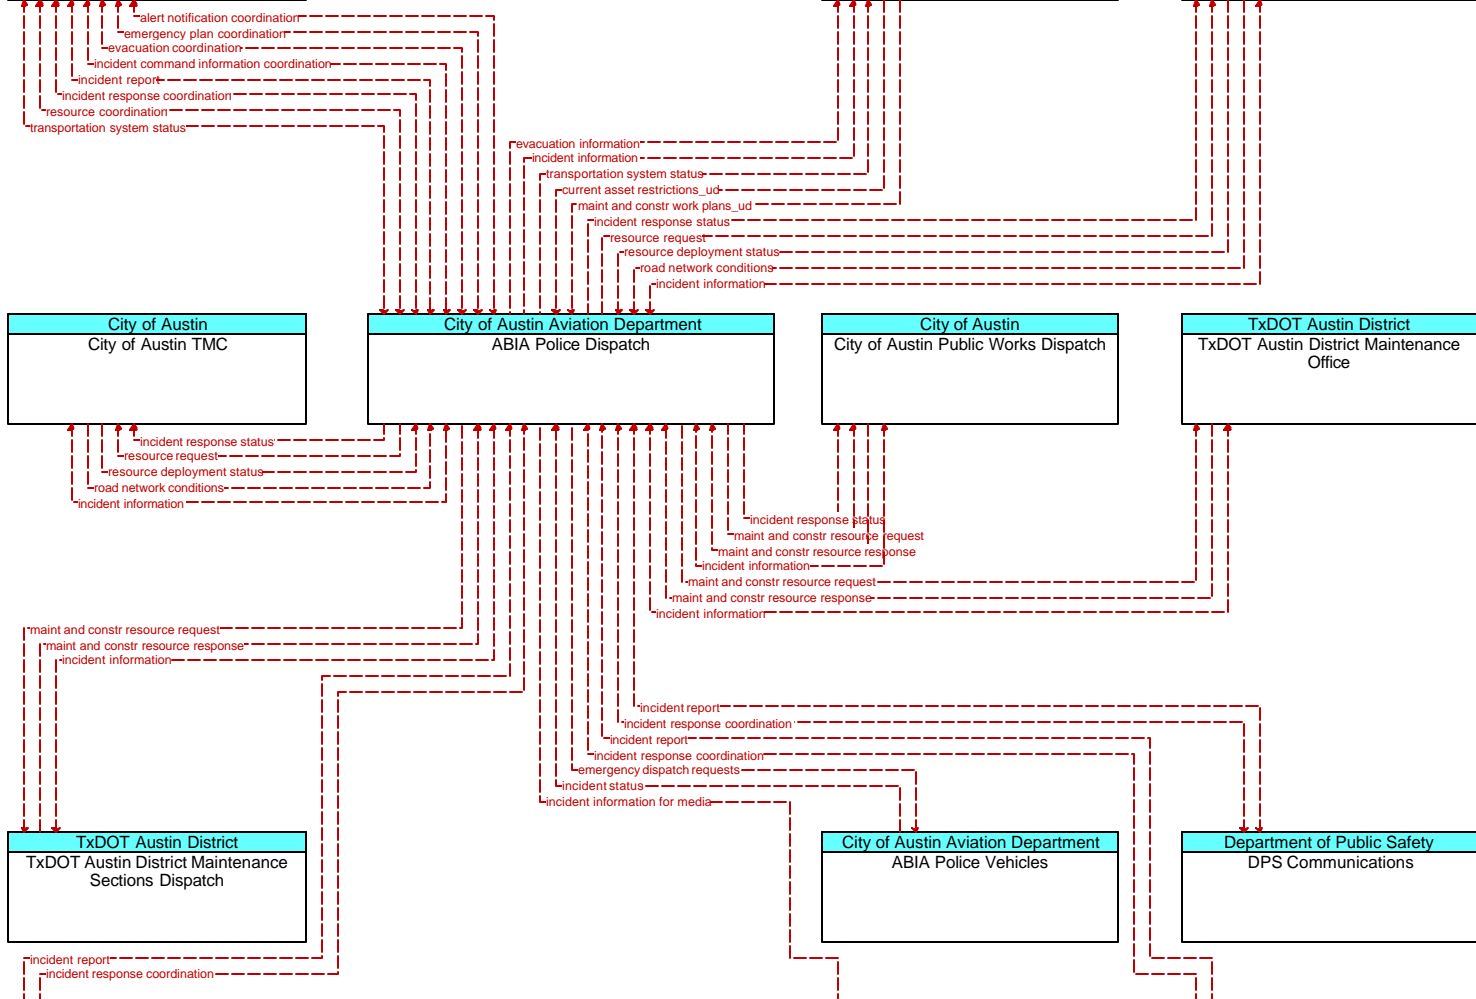 alert notification coordination
emergency plan coordination
evacuation coordination
incident command information coordination
incident report
incident response coordination
resource coordination
transportation system status
evacuation information
incident information
transportation system status
current asset restrictions_ud
maint and constr work plans_ud
incident response status
resource request
resource deployment status
road network conditions
incident information
City of Austin
City of Austin TMC
City of Austin Aviation Department
ABIA Police Dispatch
City of Austin
City of Austin Public Works Dispatch
TxDOT Austin District
TxDOT Austin District Maintenance
Office
incident response status
resource request
resource deployment status
road network conditions
incident information
incident response status
maint and constr resource request
maint and constr resource response
incident information
maint and constr resource request
maint and constr resource response
incident information
maint and constr resource request
maint and constr resource response
incident information
incident report
incident response coordination
incident report
incident response coordination
emergency dispatch requests
incident status
incident information for media
TxDOT Austin District
TxDOT Austin District Maintenance
Sections Dispatch
City of Austin Aviation Department
ABIA Police Vehicles
Department of Public Safety
DPS Communications
incident report
incident response coordination